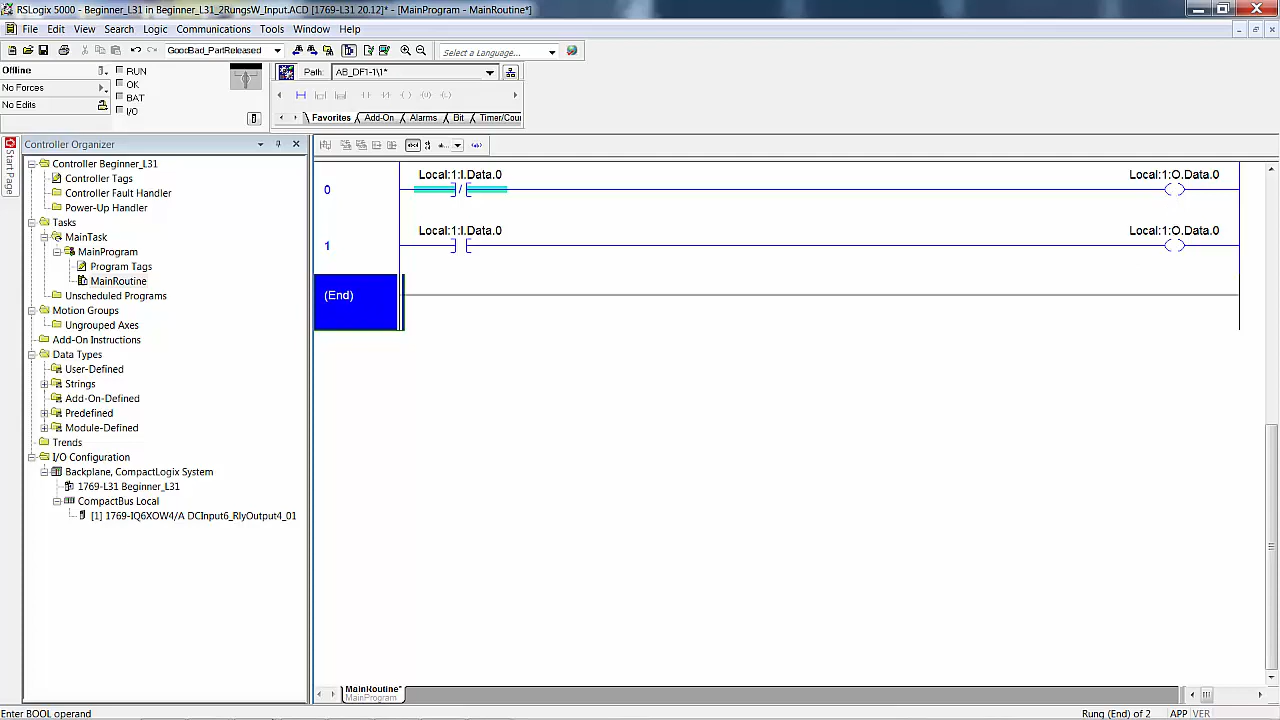 RSLogix 5000 - Beginner_L31 in Beginner_L31_2RungsW_Input.ACD [1769-L31 20.12]* - [MainProgram - MainRoutine*]
File Edit View Search Logic Communications Tools Window Help
GoodBad_PartReleased
Select a Language...
Offline
No Forces
No Edits
RUN
OK
BAT
I/O
Path: AB_DF1-1\1*
Favorites Add-On Alarms Bit Timer/Cou
Start Page
Controller Organizer
Controller Beginner_L31
Controller Tags
Controller Fault Handler
Power-Up Handler
Tasks
MainTask
MainProgram
Program Tags
MainRoutine
Unscheduled Programs
Motion Groups
Ungrouped Axes
Add-On Instructions
Data Types
User-Defined
Strings
Add-On-Defined
Predefined
Module-Defined
Trends
I/O Configuration
Backplane, CompactLogix System
1769-L31 Beginner_L31
CompactBus Local
[1] 1769-IQ6XOW4/A DCInput6_RlyOutput4_01
Local:1:I.Data.0 Local:1:O.Data.0
0
Local:1:I.Data.0 Local:1:O.Data.0
1
(End)
MainRoutine*
MainProgram
Enter BOOL operand
Rung (End) of 2 APP VER